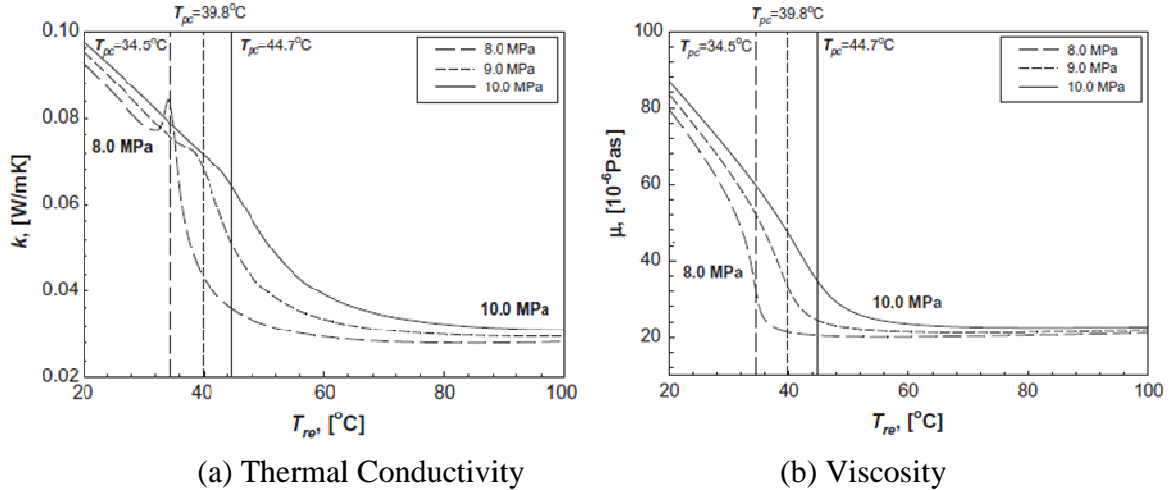 T_pc=39.8°C
T_pc=34.5°C
T_pc=44.7°C
8.0 MPa
9.0 MPa
10.0 MPa
8.0 MPa
10.0 MPa
k, [W/mK]
0.10
0.08
0.06
0.04
0.02
20
40
60
80
100
T_re, [°C]
(a) Thermal Conductivity
T_pc=39.8°C
T_pc=34.5°C
T_pc=44.7°C
8.0 MPa
9.0 MPa
10.0 MPa
8.0 MPa
10.0 MPa
μ, [10⁻⁶Pas]
100
80
60
40
20
20
40
60
80
100
T_re, [°C]
(b) Viscosity